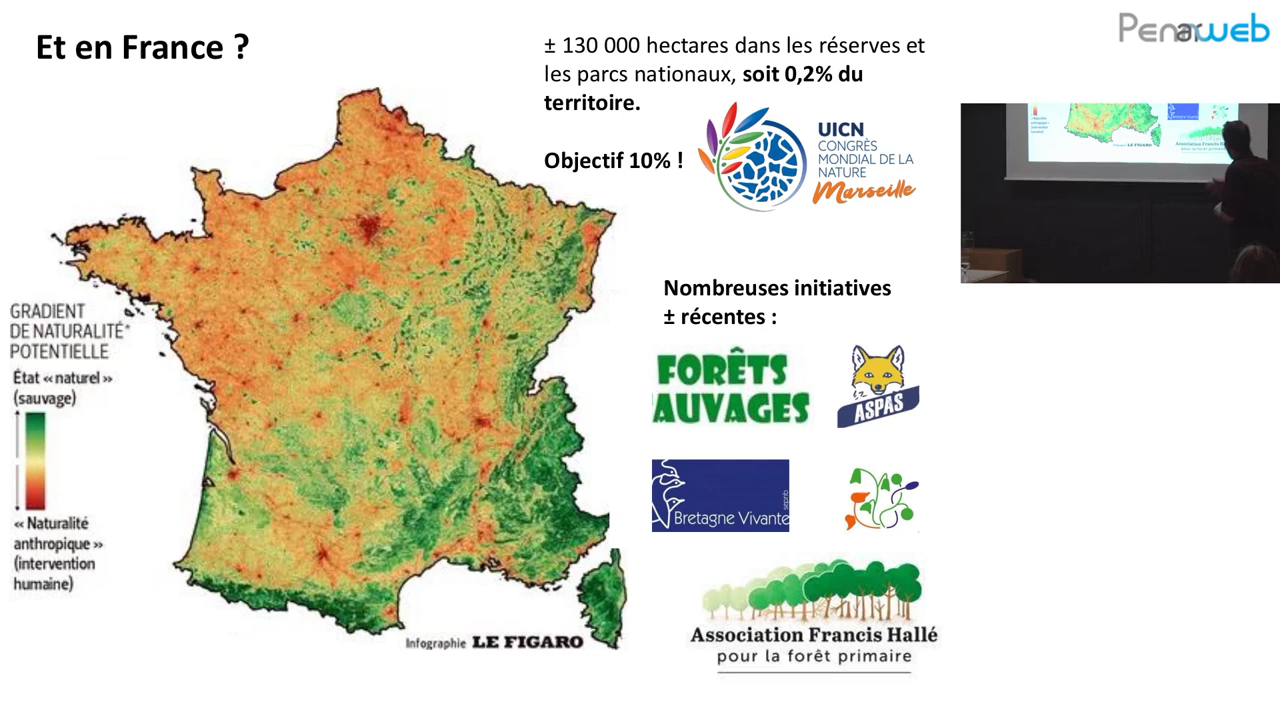 Et en France ?
± 130 000 hectares dans les réserves et
les parcs nationaux, soit 0,2% du
territoire.
Objectif 10% !
UICN
CONGRÈS
MONDIAL DE LA
NATURE
Marseille
Penarweb
GRADIENT
DE NATURALITÉ*
POTENTIELLE
État « naturel »
(sauvage)
« Naturalité
anthropique »
(intervention
humaine)
Infographie LE FIGARO
Nombreuses initiatives
± récentes :
FORÊTS
AUVAGES
ASPAS
Bretagne Vivante
sepnb
Association Francis Hallé
pour la forêt primaire